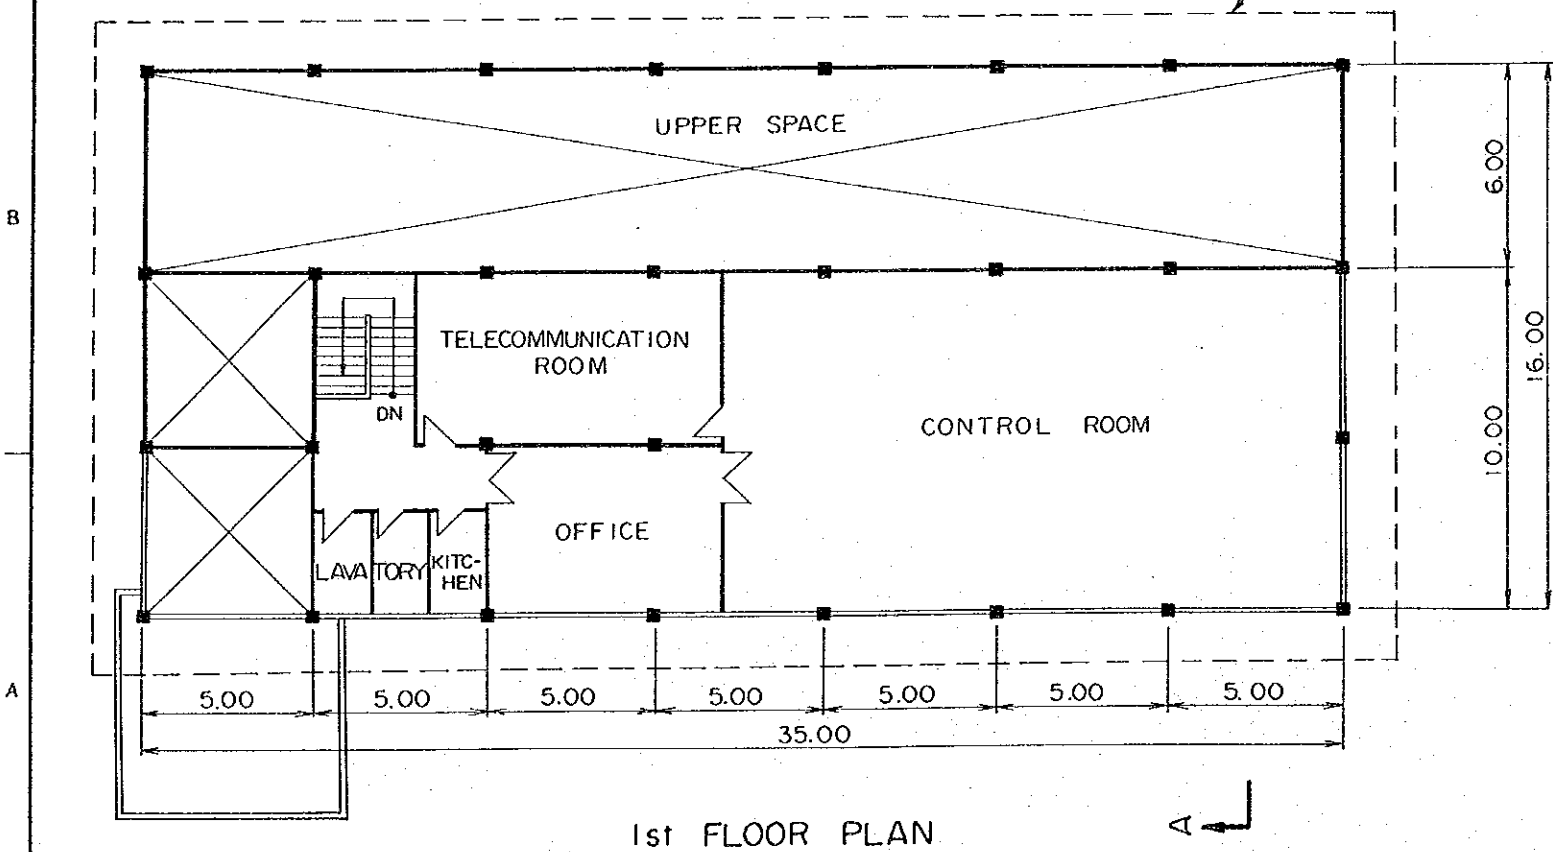 UPPER SPACE
6.00
B
TELECOMMUNICATION
ROOM
16.00
DN
CONTROL ROOM
10.00
OFFICE
LAVA TORY KITC-
HEN
A
5.00 5.00 5.00 5.00 5.00 5.00 5.00
35.00
1st FLOOR PLAN
A